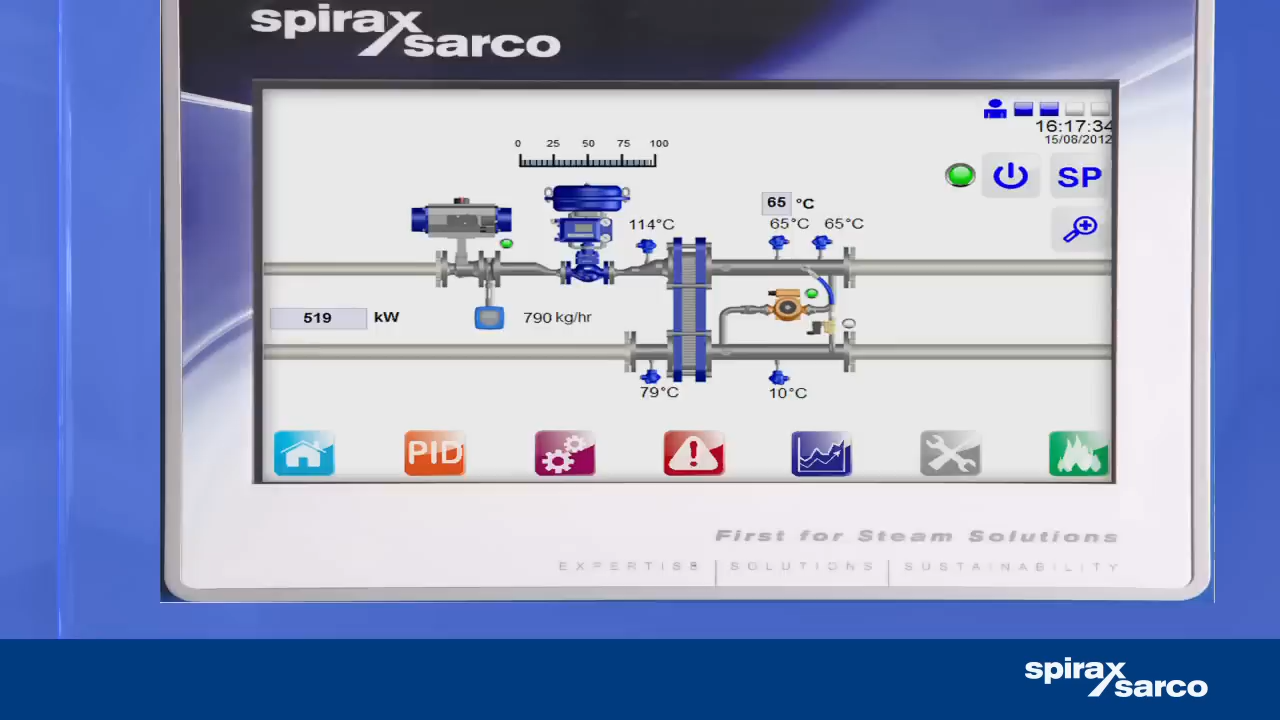 spirax
sarco
16:17:34
15/08/2012
0 25 50 75 100
SP
65 °C
114°C
65°C 65°C
519 kW
790 kg/hr
79°C
10°C
PID
First for Steam Solutions
EXPERTISE SOLUTIONS SUSTAINABILITY
spirax
sarco